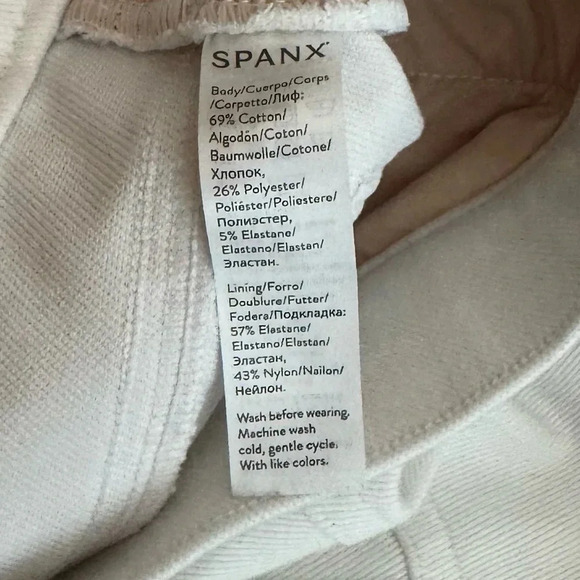 SPANX
Body/Cuerpo/Corps
/Corpetto/Лиф:
69% Cotton/
Algodón/Coton/
Baumwolle/Cotone/
Хлопок,
26% Polyester/
Poliéster/Poliestere/
Полиэстер,
5% Elastane/
Elastano/Elastan/
Эластан.
Lining/Forro/
Doublure/Futter/
Fodera/Подкладка:
57% Elastane/
Elastano/Elastan/
Эластан,
43% Nylon/Nailon/
Нейлон.
Wash before wearing.
Machine wash
cold, gentle cycle.
With like colors.